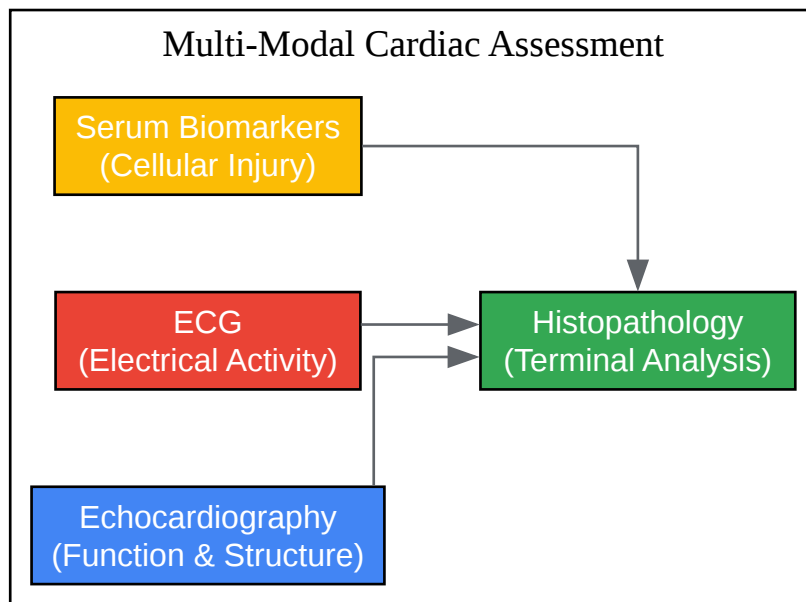 Multi-Modal Cardiac Assessment
Serum Biomarkers
(Cellular Injury)
ECG
(Electrical Activity)
Histopathology
(Terminal Analysis)
Echocardiography
(Function & Structure)